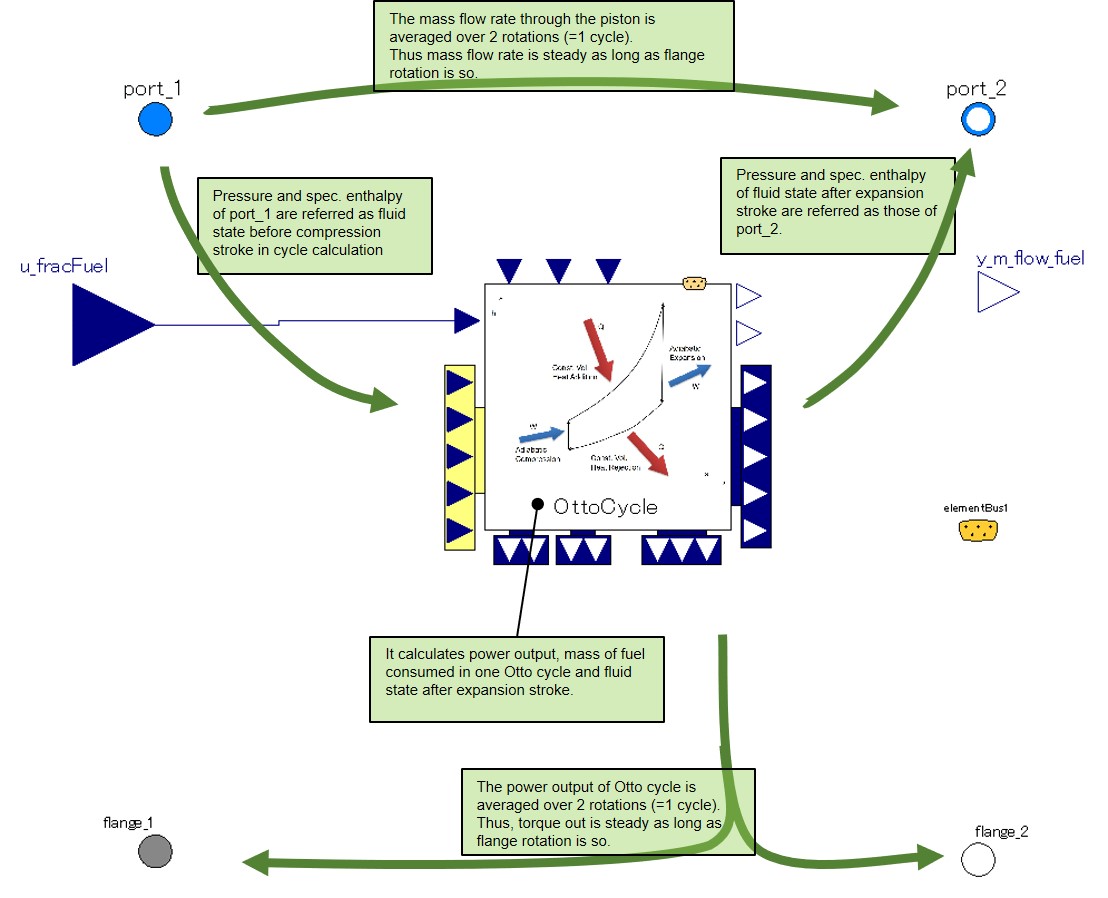 The mass flow rate through the piston is
averaged over 2 rotations (=1 cycle).
Thus mass flow rate is steady as long as flange
rotation is so.
port_1
port_2
Pressure and spec. enthalpy
of port_1 are referred as fluid
state before compression
stroke in cycle calculation
Pressure and spec. enthalpy
of fluid state after expansion
stroke are referred as those of
port_2.
u_fracFuel
y_m_flow_fuel
Q
Adiabatic
Expansion
W
Const. Vol.
Heat Addition
W
Adiabatic
Compression
Q
Const. Vol.
Heat Rejection
OttoCycle
elementBus1
It calculates power output, mass of fuel
consumed in one Otto cycle and fluid
state after expansion stroke.
The power output of Otto cycle is
averaged over 2 rotations (=1 cycle).
Thus, torque out is steady as long as
flange rotation is so.
flange_1
flange_2